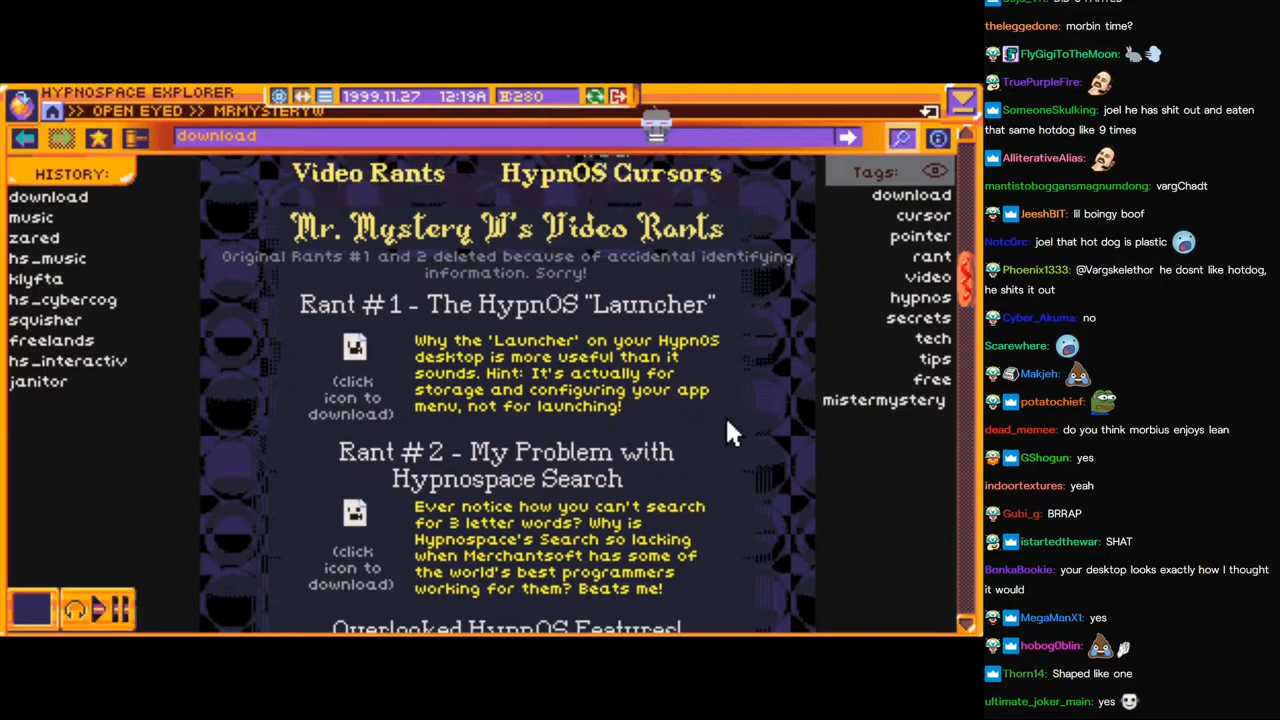 HYPNOSPACE EXPLORER
1999.11.27 12:19A 280
>> OPEN EYED >> MRMYSTERYW
download
HISTORY:
download
music
zared
hs_music
klyfta
hs_cybercog
squisher
freelands
hs_interactiv
janitor
Video Rants HypnOS Cursors
Mr. Mystery W's Video Rants
Original Rants #1 and 2 deleted because of accidental identifying
information. Sorry!
Rant #1 - The HypnOS "Launcher"
(click
icon to
download)
Why the 'Launcher' on your HypnOS
desktop is more useful than it
sounds. Hint: It's actually for
storage and configuring your app
menu, not for launching!
Rant #2 - My Problem with
Hypnospace Search
(click
icon to
download)
Ever notice how you can't search
for 3 letter words? Why is
Hypnospace's Search so lacking
when Merchantsoft has some of
the world's best programmers
working for them? Beats me!
Overlooked HypnOS Features!
Tags:
download
cursor
pointer
rant
video
hypnos
secrets
tech
tips
free
mistermystery
theleggedone: morbin time?
FlyGigiToTheMoon:
TruePurpleFire:
SomeoneSkulking: joel he has shit out and eaten
that same hotdog like 9 times
AlliterativeAlias:
mantistoboggansmagnumdong: vargChadt
JeeshBIT: lil boingy boof
Notc0rc: joel that hot dog is plastic
Phoenix1333: @Vargskelethor he dosnt like hotdog,
he shits it out
Cyber_Akuma: no
Scarewhere:
Makjeh:
potatochief:
dead_memee: do you think morbius enjoys lean
GShogun: yes
indoortextures: yeah
Gubi_g: BRRAP
istartedthewar: SHAT
BonkaBookie: your desktop looks exactly how I thought
it would
MegaManX1: yes
hobog0blin:
Thorn14: Shaped like one
ultimate_joker_main: yes